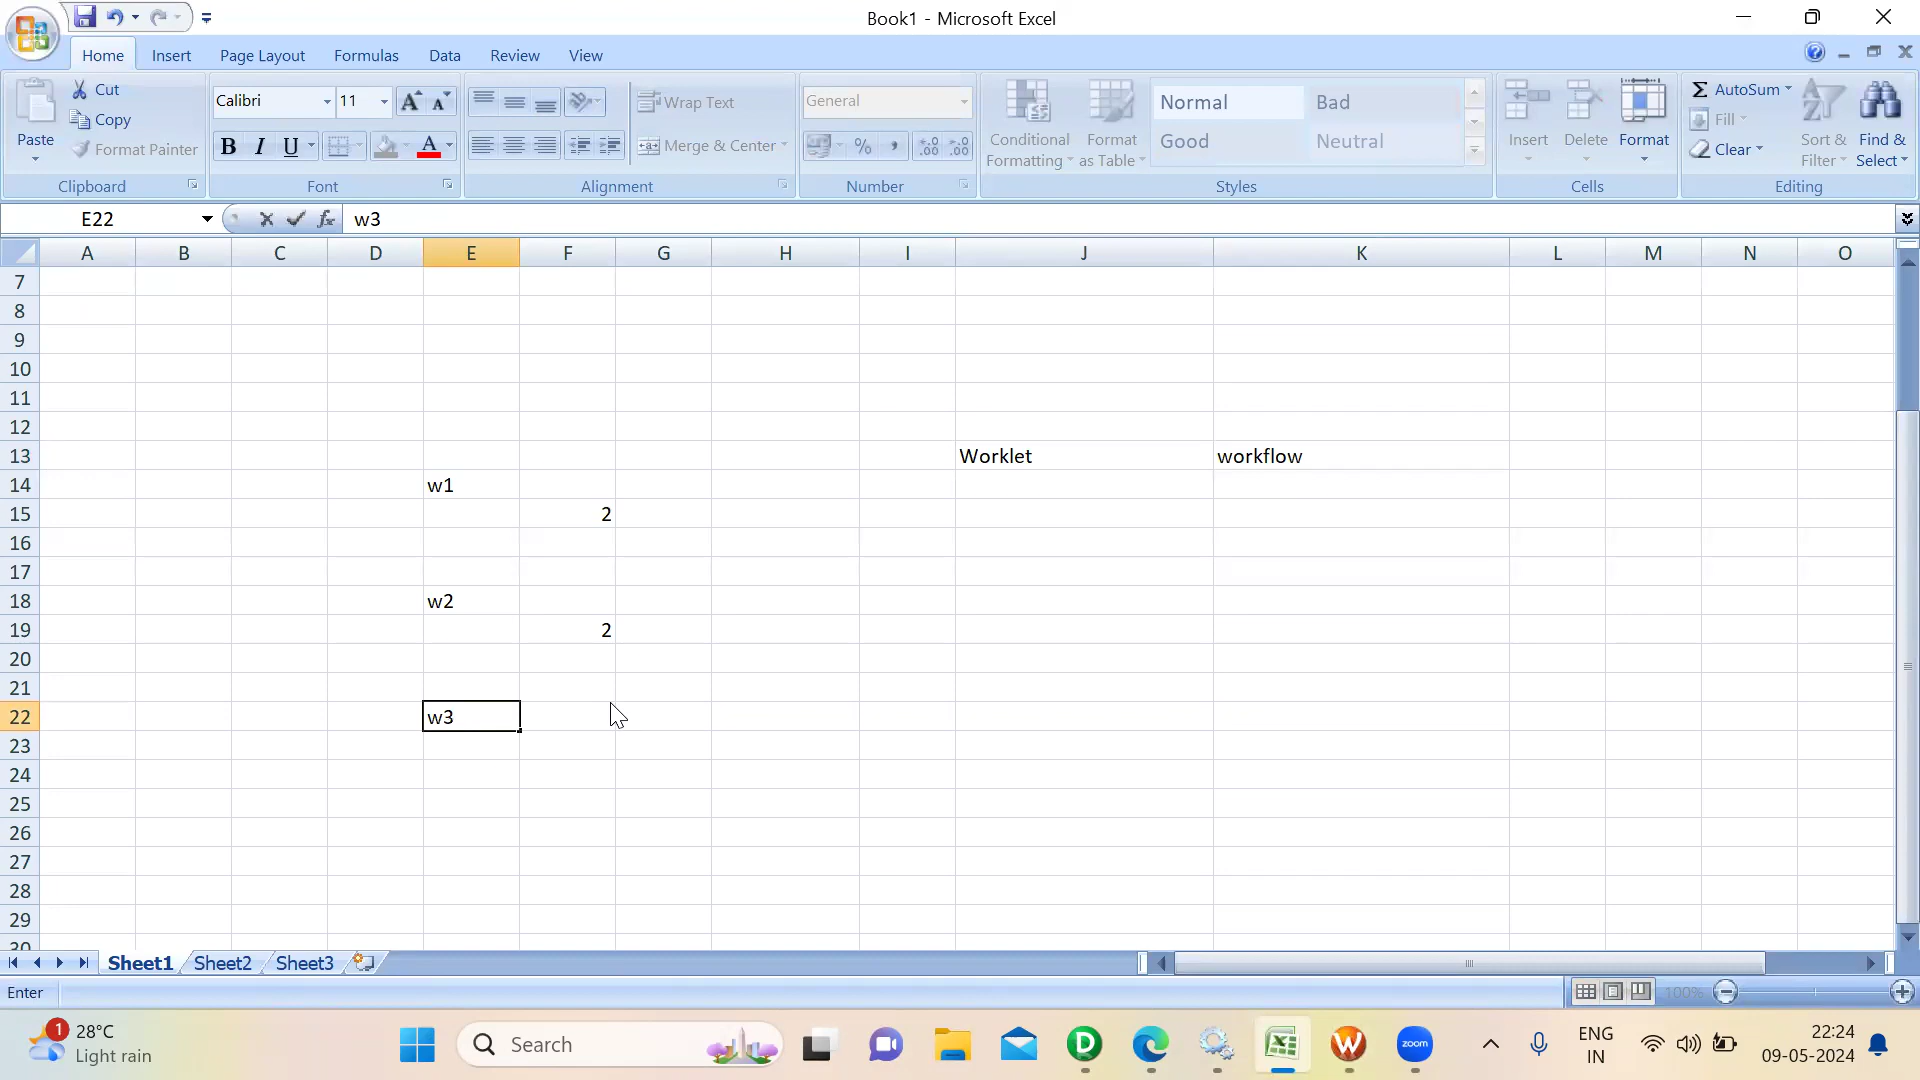 Book1 - Microsoft Excel
Home Insert Page Layout Formulas Data Review View
Paste
Cut
Copy
Format Painter
Clipboard
Calibri 11
B I U A
Font
Wrap Text
Merge & Center
Alignment
General
% ,
Number
Conditional Formatting
Format as Table
Normal Bad
Good Neutral
Styles
Insert Delete Format
Cells
Σ AutoSum
Fill
Clear
Sort & Filter
Find & Select
Editing
E22 fx w3
A B C D E F G H I J K L M N O
7
8
9
10
11
12
13 Worklet workflow
14 w1
15 2
16
17
18 w2
19 2
20
21
22 w3
23
24
25
26
27
28
29
30
Sheet1 Sheet2 Sheet3
Enter 100%
1 28°C
Light rain
Search
zoom
ENG
IN
22:24
09-05-2024